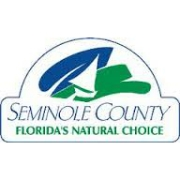 SEMINOLE COUNTY
FLORIDA'S NATURAL CHOICE